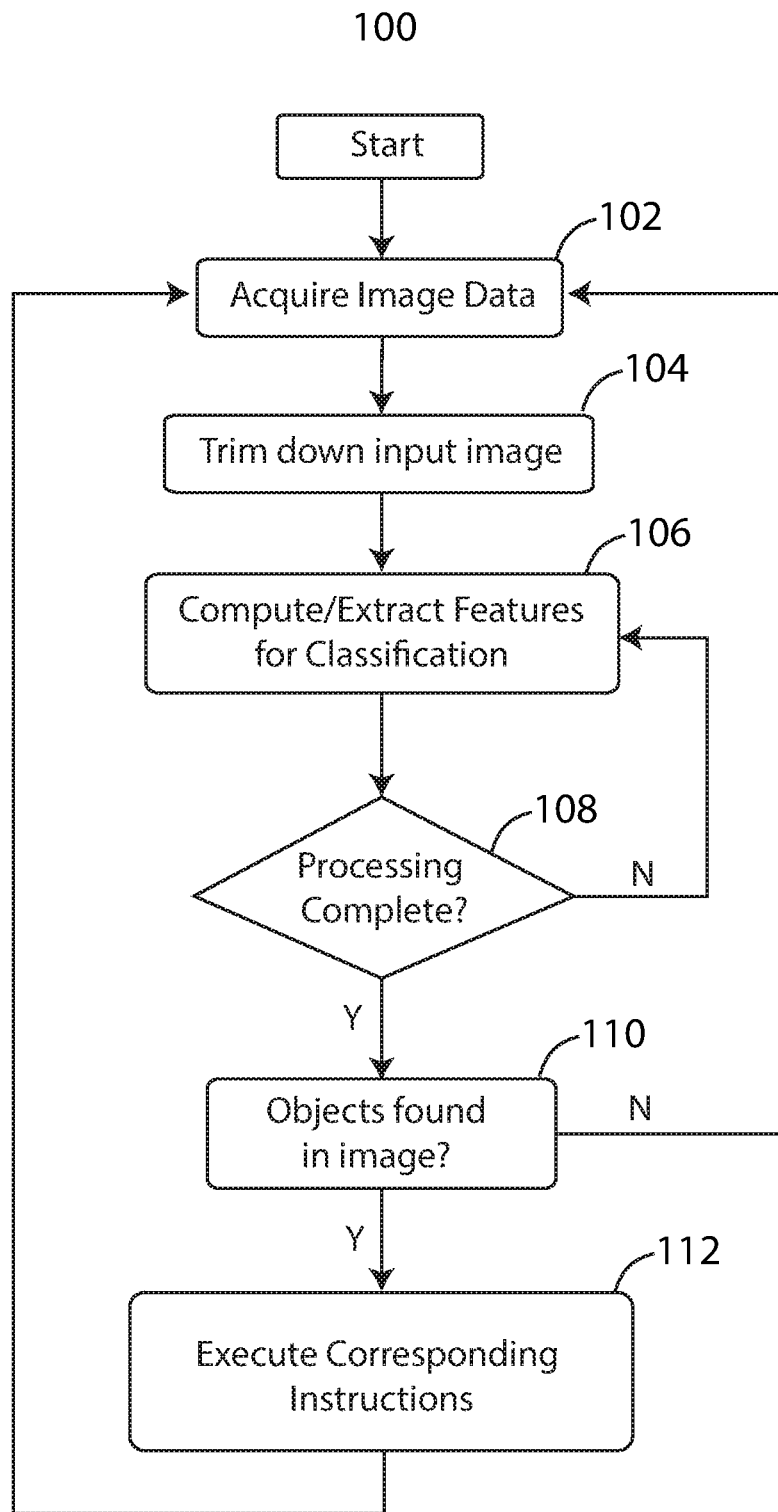 100
Start
102
Acquire Image Data
104
Trim down input image
106
Compute/Extract Features
for Classification
108
Processing
Complete?
N
Y
110
Objects found
in image?
N
Y
112
Execute Corresponding
Instructions